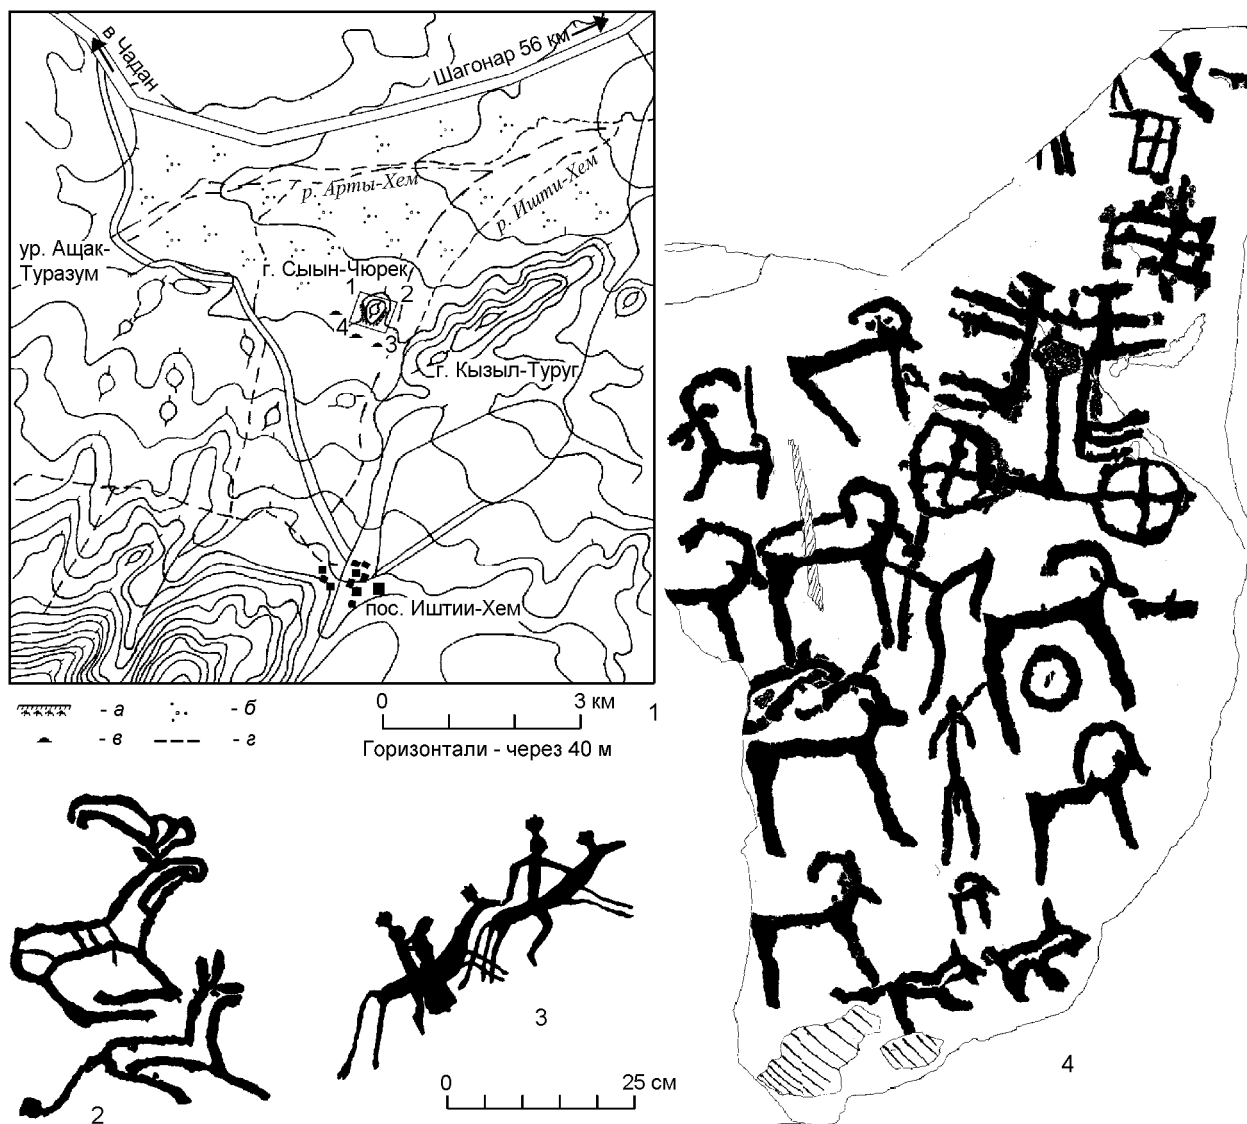 в Чадан
Шагонар 56 км
р. Арты-Хем
р. Ишти-Хем
ур. Ащак-
Туразум
г. Сыын-Чюрек
1
2
4
3
г. Кызыл-Туруг
пос. Иштии-Хем
- а
- б
- в
- г
0
3 км
Горизонтали - через 40 м
1
2
3
0
25 см
4